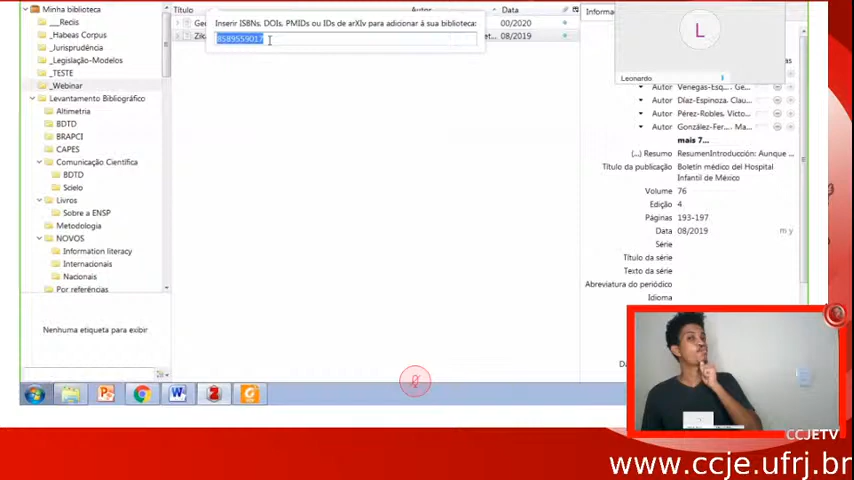 Minha biblioteca
__Recis
_Habeas Corpus
_Jurisprudência
_Legislação-Modelos
_TESTE
_Webinar
Levantamento Bibliográfico
Altimetria
BDTD
BRAPCI
CAPES
Comunicação Científica
BDTD
Scielo
Livros
Sobre a ENSP
Metodologia
NOVOS
Information literacy
Internacionais
Nacionais
Por referências
Nenhuma etiqueta para exibir
Título
Autor
Data
00/2020
08/2019
Inserir ISBNs, DOIs, PMIDs ou IDs de arXIv para adicionar à sua biblioteca:
8589559017
Informa
L
Leonardo
Autor Venegas-Esq... Ge...
Autor Díaz-Espinoza, Clau...
Autor Pérez-Robles, Victo...
Autor González-Fer... Ma...
mais 7...
(...) Resumo ResumenIntroducción: Aunque ...
Título da publicação Boletín médico del Hospital
Infantil de México
Volume 76
Edição 4
Páginas 193-197
Data 08/2019 m y
Série
Título da série
Texto da série
Abreviatura do periódico
Idioma
CCJETV
www.ccje.ufrj.br